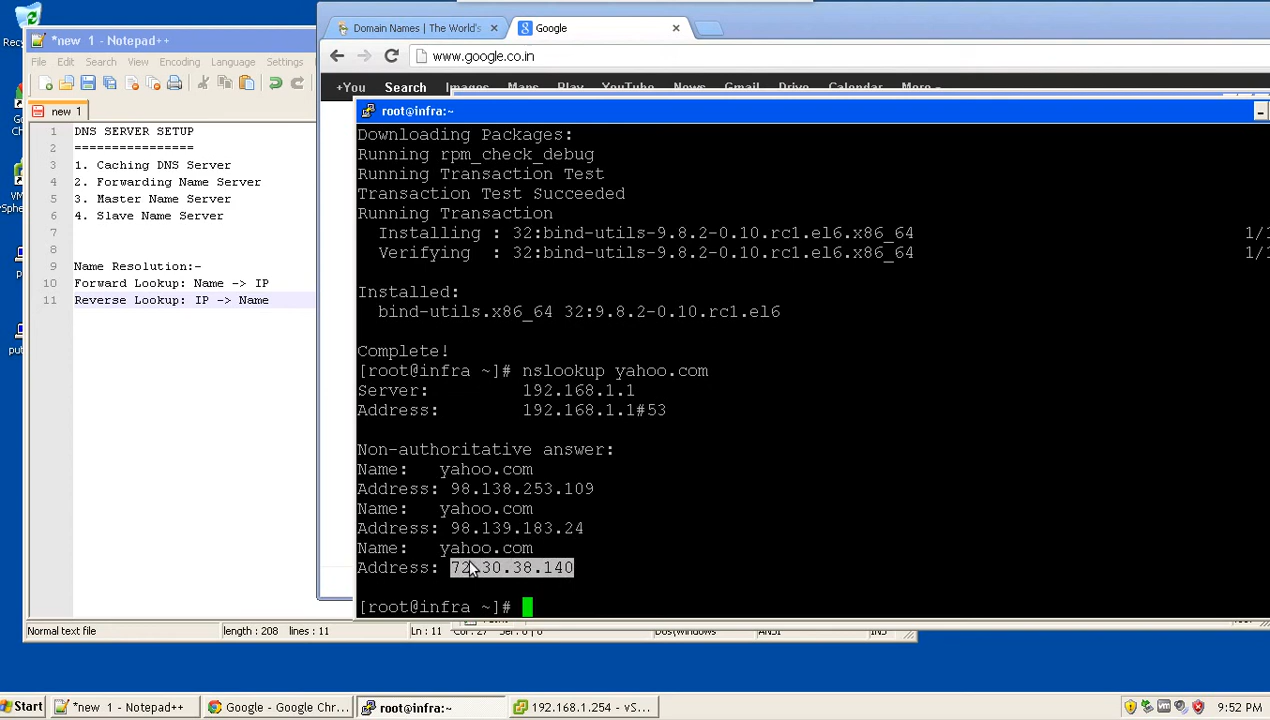 Recy
*new  1 - Notepad++
File Edit Search View Encoding Language Settings
new 1
1 DNS SERVER SETUP
2 ================
3 1. Caching DNS Server
4 2. Forwarding Name Server
5 3. Master Name Server
6 4. Slave Name Server
7
8
9 Name Resolution:-
10 Forward Lookup: Name -> IP
11 Reverse Lookup: IP -> Name
Normal text file
length : 208 lines : 11
Ln : 11
Domain Names | The World's
Google
www.google.co.in
+You Search Images Maps Play YouTube News Gmail Drive Calendar More
root@infra:~
Downloading Packages:
Running rpm_check_debug
Running Transaction Test
Transaction Test Succeeded
Running Transaction
Installing : 32:bind-utils-9.8.2-0.10.rc1.el6.x86_64
Verifying : 32:bind-utils-9.8.2-0.10.rc1.el6.x86_64
Installed:
bind-utils.x86_64 32:9.8.2-0.10.rc1.el6
Complete!
[root@infra ~]# nslookup yahoo.com
Server: 192.168.1.1
Address: 192.168.1.1#53
Non-authoritative answer:
Name: yahoo.com
Address: 98.138.253.109
Name: yahoo.com
Address: 98.139.183.24
Name: yahoo.com
Address: 72.30.38.140
[root@infra ~]#
Start
*new 1 - Notepad++
Google - Google Chr...
root@infra:~
192.168.1.254 - vS...
9:52 PM